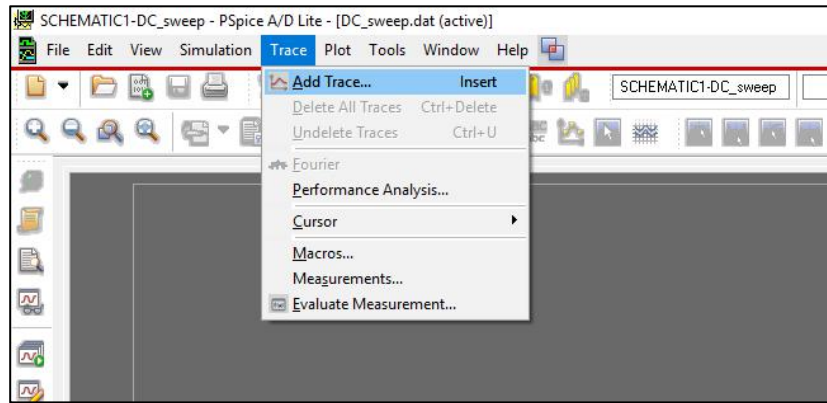 SCHEMATIC1-DC_sweep - PSpice A/D Lite - [DC_sweep.dat (active)]
File Edit View Simulation Trace Plot Tools Window Help
SCHEMATIC1-DC_sweep
Add Trace... Insert
Delete All Traces Ctrl+Delete
Undelete Traces Ctrl+U
Fourier
Performance Analysis...
Cursor
Macros...
Measurements...
Evaluate Measurement...